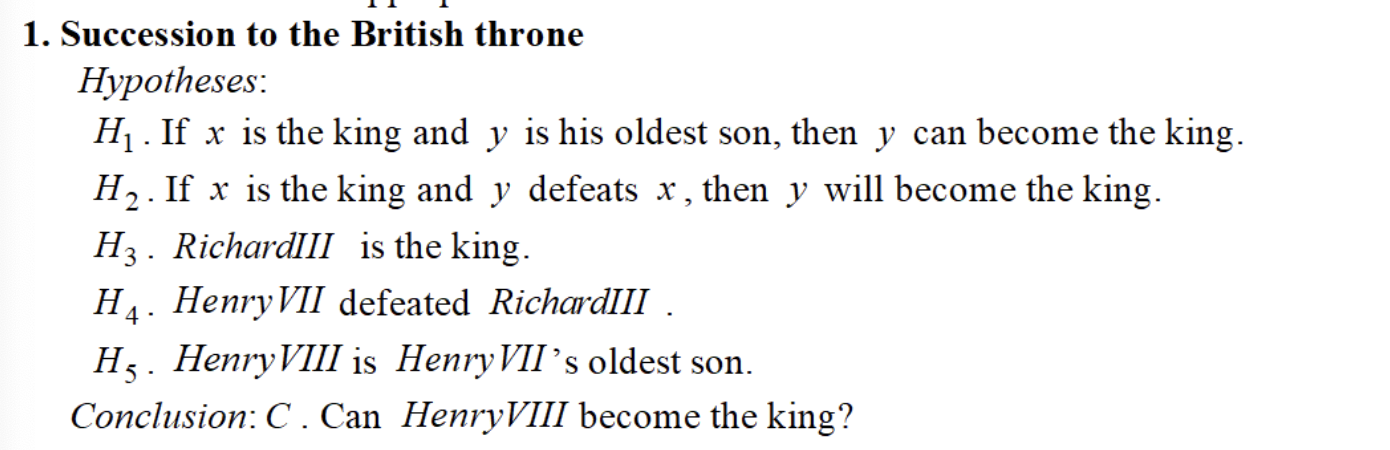 1. Succession to the British throne
Hypotheses:
H₁ . If x is the king and y is his oldest son, then y can become the king.
H₂ . If x is the king and y defeats x , then y will become the king.
H₃ . RichardIII is the king.
H₄ . HenryVII defeated RichardIII .
H₅ . HenryVIII is HenryVII’s oldest son.
Conclusion: C . Can HenryVIII become the king?